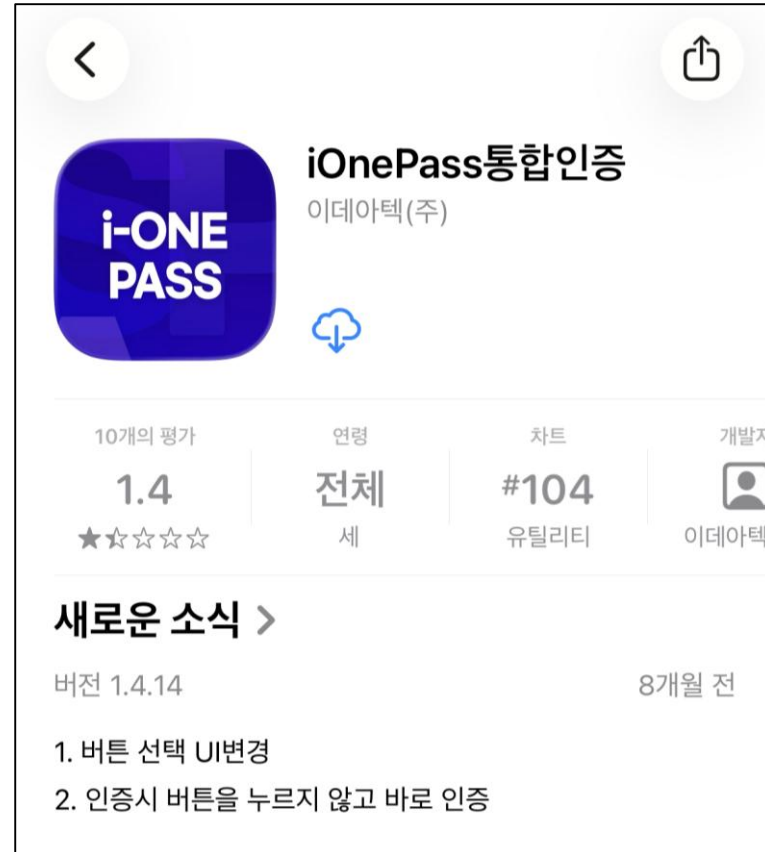 i-ONE
PASS
iOnePass통합인증
이데아텍(주)
10개의 평가
연령
차트
개발자
1.4
전체
#104
★☆☆☆☆
세
유틸리티
이데아텍
새로운 소식 >
버전 1.4.14
8개월 전
1. 버튼 선택 UI변경
2. 인증시 버튼을 누르지 않고 바로 인증